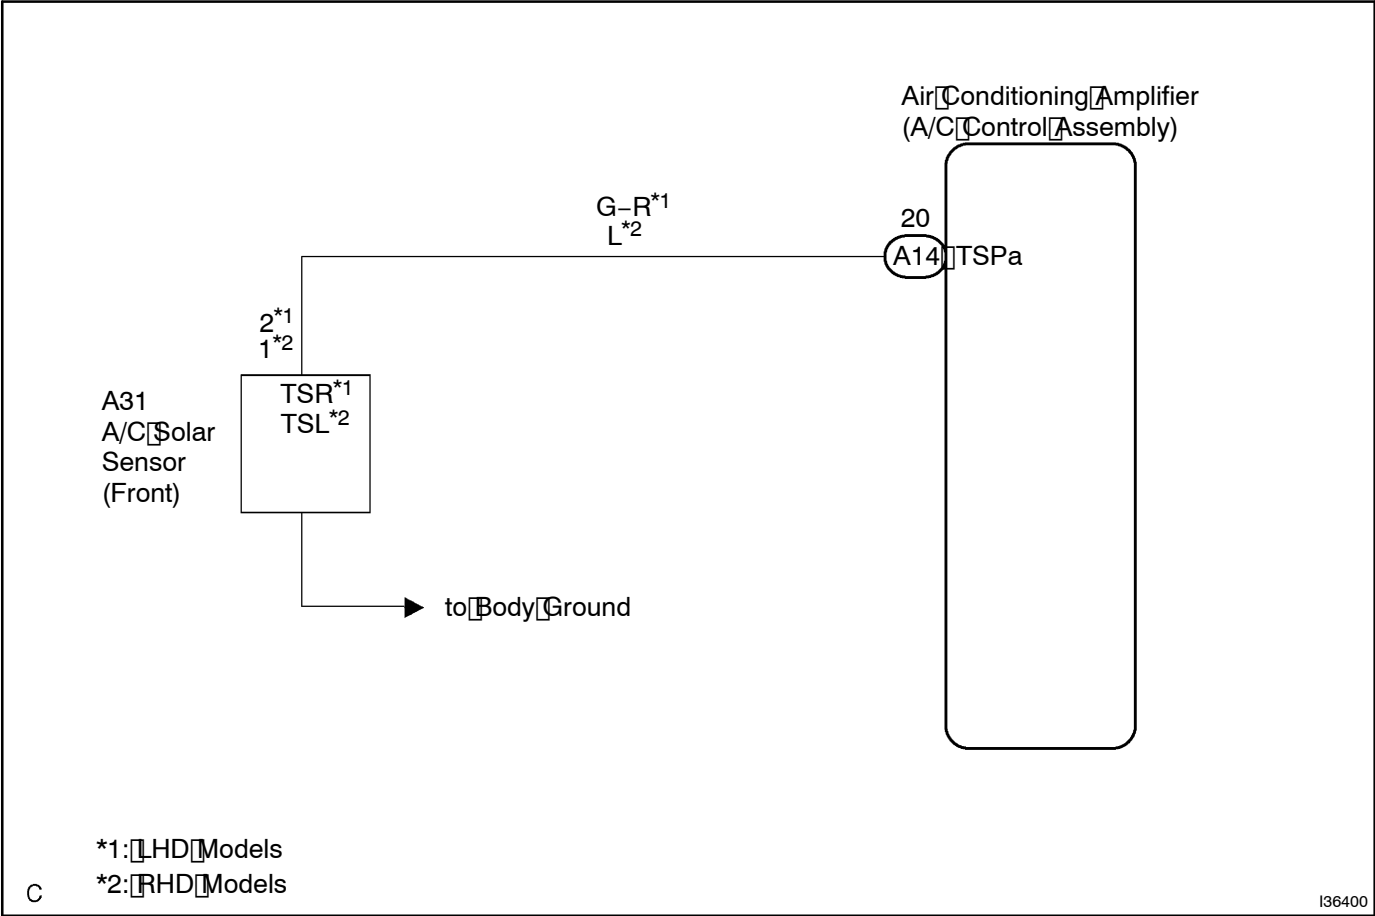 Air Conditioning Amplifier
(A/C Control Assembly)
G−R*1
L*2
20
A14 TSPa
2*1
1*2
TSR*1
TSL*2
A31
A/C Solar
Sensor
(Front)
to Body Ground
*1: LHD Models
*2: RHD Models
C
I36400